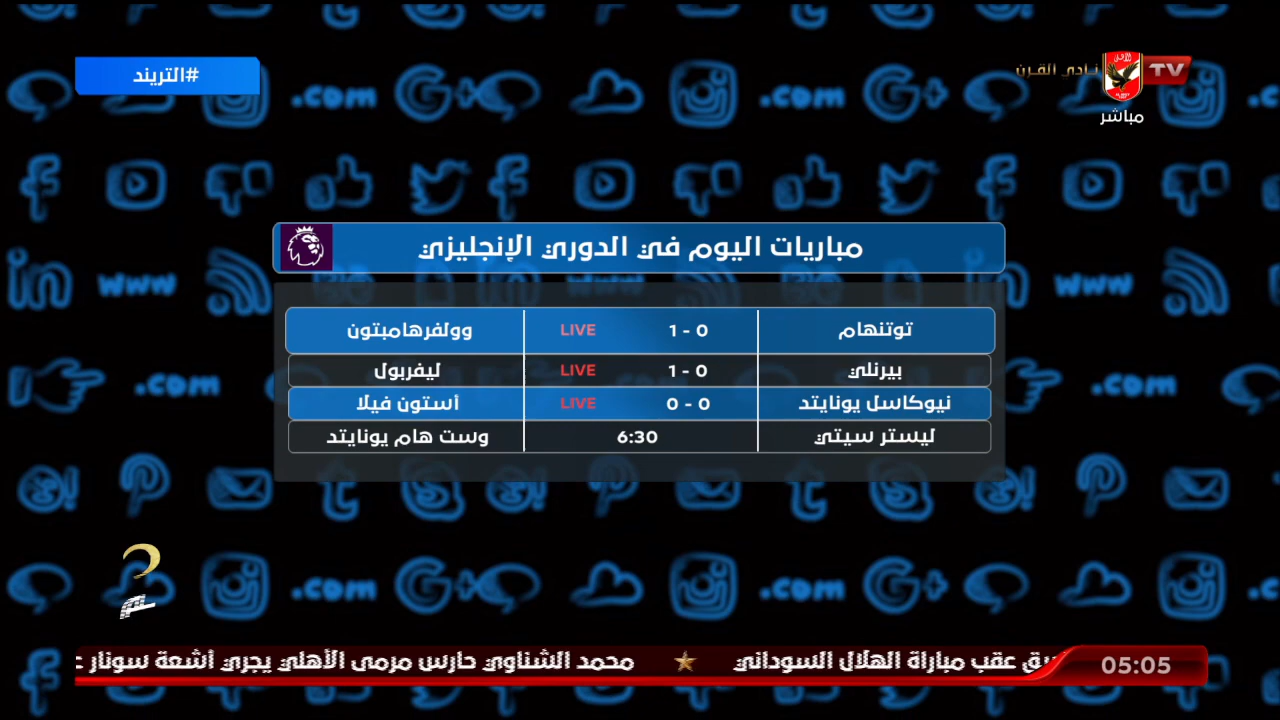 #التريند
نادي القرن
TV
مباشر
مباريات اليوم في الدوري الإنجليزي
توتنهام 0 - 1 LIVE وولفرهامبتون
بيرنلي 0 - 1 LIVE ليفربول
نيوكاسل يونايتد 0 - 0 LIVE أستون فيلا
ليستر سيتي 6:30 وست هام يونايتد
عقب مباراة الهلال السوداني
محمد الشناوي حارس مرمى الأهلي يجري أشعة سونار
05:05